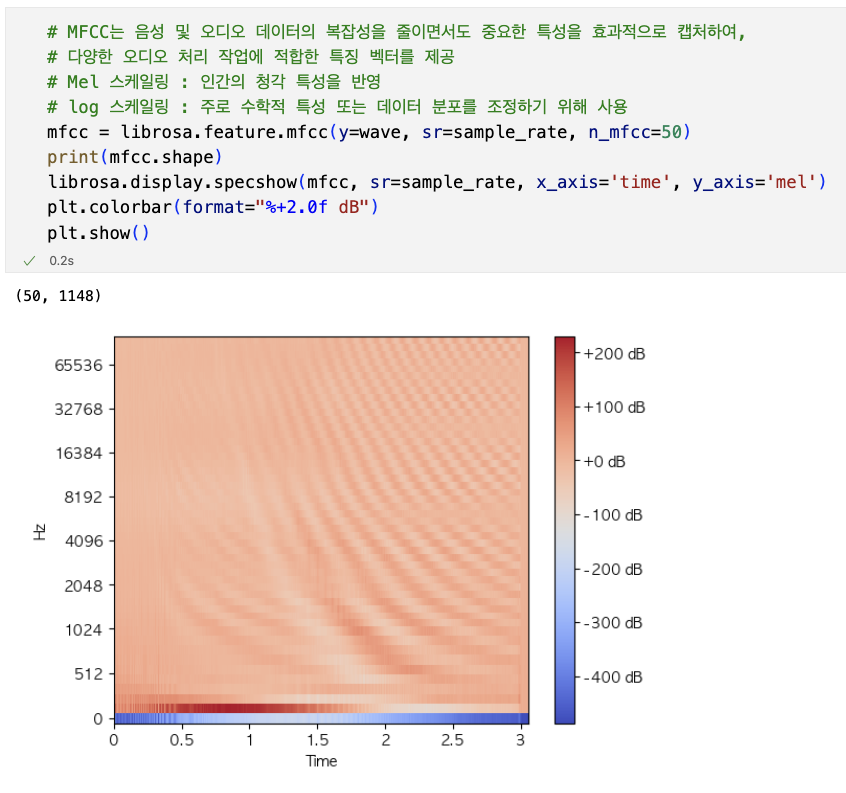 # MFCC는 음성 및 오디오 데이터의 복잡성을 줄이면서도 중요한 특성을 효과적으로 캡처하여,
# 다양한 오디오 처리 작업에 적합한 특징 벡터를 제공
# Mel 스케일링 : 인간의 청각 특성을 반영
# log 스케일링 : 주로 수학적 특성 또는 데이터 분포를 조정하기 위해 사용
mfcc = librosa.feature.mfcc(y=wave, sr=sample_rate, n_mfcc=50)
print(mfcc.shape)
librosa.display.specshow(mfcc, sr=sample_rate, x_axis='time', y_axis='mel')
plt.colorbar(format="%+2.0f dB")
plt.show()
✓ 0.2s
(50, 1148)
65536
32768
16384
8192
4096
2048
1024
512
0
Hz
0 0.5 1 1.5 2 2.5 3
Time
+200 dB
+100 dB
+0 dB
-100 dB
-200 dB
-300 dB
-400 dB